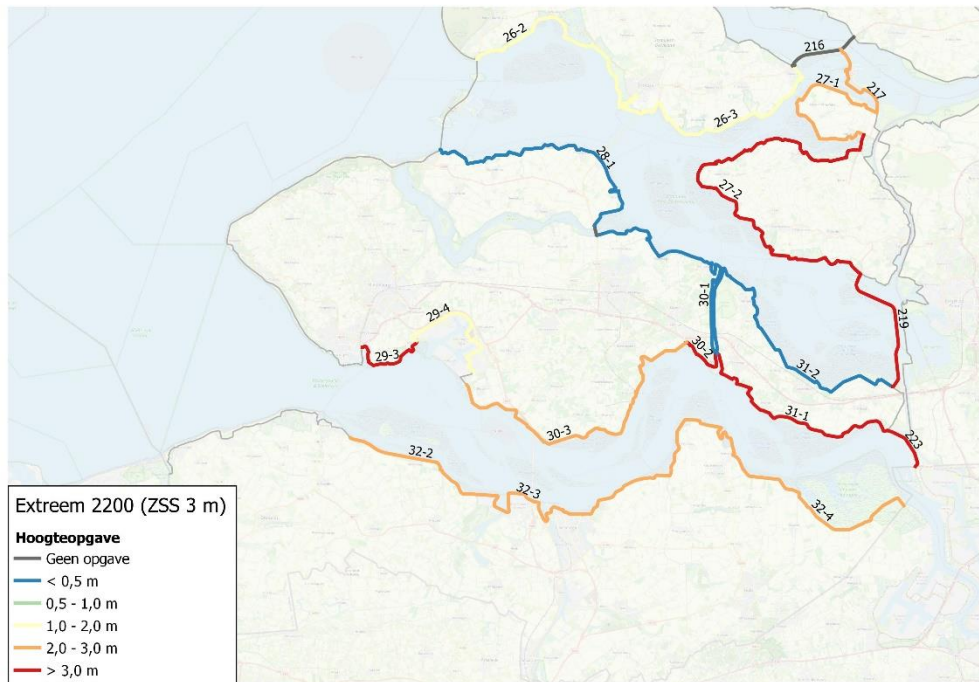 26-2
216
217
27-1
26-3
28-1
27-2
30-1
29-4
219
29-3
30-2
31-2
31-1
30-3
223
32-2
32-3
32-4
Extreem 2200 (ZSS 3 m)
Hoogteopgave
Geen opgave
< 0,5 m
0,5 - 1,0 m
1,0 - 2,0 m
2,0 - 3,0 m
> 3,0 m